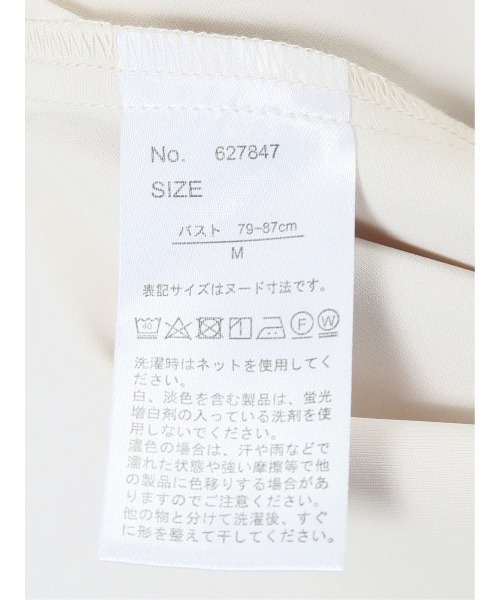 No. 627847
SIZE
バスト 79~87cm
M
表記サイズはヌード寸法です。
40 F W
洗濯時はネットを使用してく
ださい。
白、淡色を含む製品は、蛍光
増白剤の入っている洗剤を使
用しないでください。
濃色の場合は、汗や雨などで
濡れた状態や強い摩擦等で他
の製品に色移りする場合があ
りますのでご注意ください。
他の物と分けて洗濯後、すぐ
に形を整えて干してください。